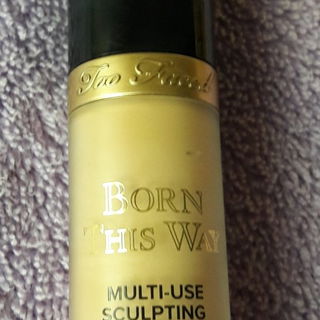 Too Faced
BORN
THIS WAY
MULTI-USE
SCULPTING